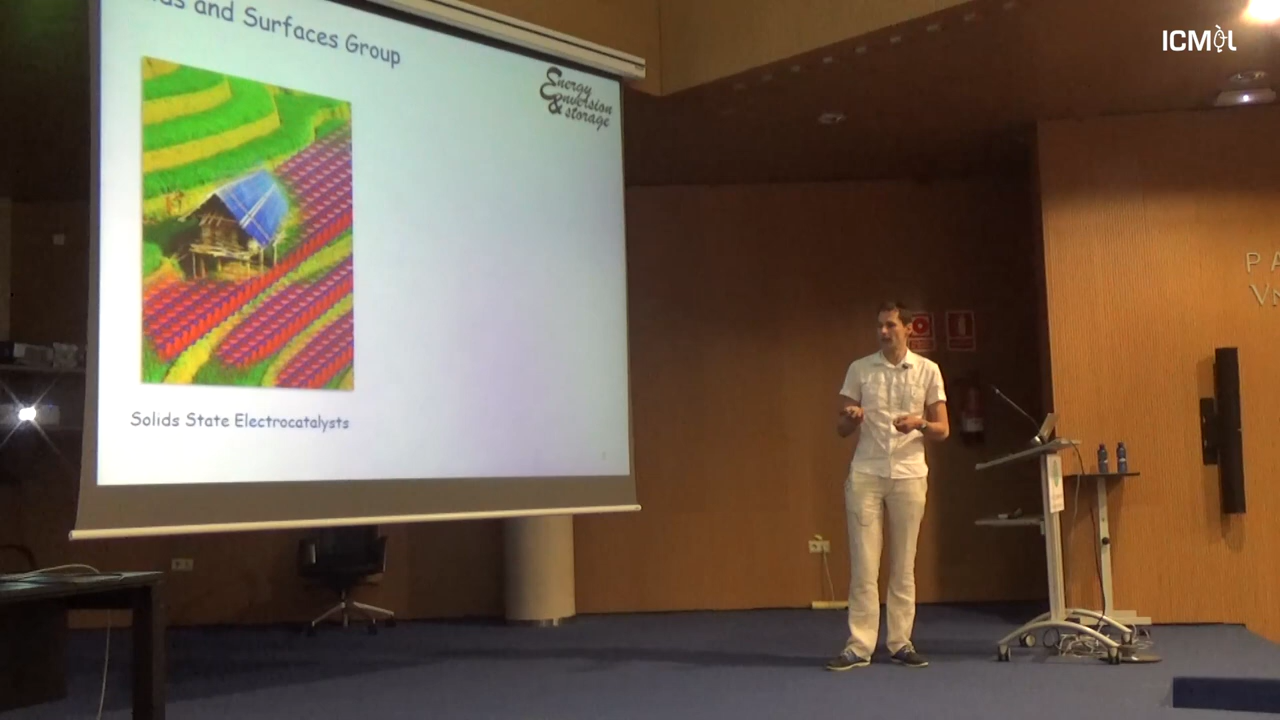 and Surfaces Group
Energy
Conversion
& storage
Solids State Electrocatalysts
ICMOL